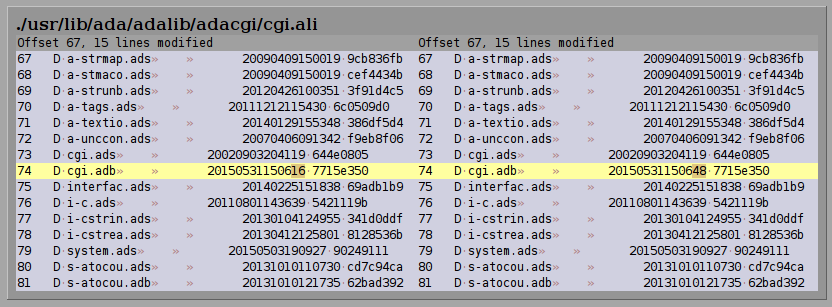 ./usr/lib/ada/adalib/adacgi/cgi.ali
Offset 67, 15 lines modified Offset 67, 15 lines modified
67 D·a-strmap.ads» » 20090409150019·9cb836fb 67 D·a-strmap.ads» » 20090409150019·9cb836fb
68 D·a-stmaco.ads» » 20090409150019·cef4434b 68 D·a-stmaco.ads» » 20090409150019·cef4434b
69 D·a-strunb.ads» » 20120426100351·3f91d4c5 69 D·a-strunb.ads» » 20120426100351·3f91d4c5
70 D·a-tags.ads» » 20111212115430·6c0509d0 70 D·a-tags.ads» » 20111212115430·6c0509d0
71 D·a-textio.ads» » 20140129155348·386df5d4 71 D·a-textio.ads» » 20140129155348·386df5d4
72 D·a-unccon.ads» » 20070406091342·f9eb8f06 72 D·a-unccon.ads» » 20070406091342·f9eb8f06
73 D·cgi.ads» » 20020903204119·644e0805 73 D·cgi.ads» » 20020903204119·644e0805
74 D·cgi.adb» » 20150531150616·7715e350 74 D·cgi.adb» » 20150531150648·7715e350
75 D·interfac.ads» » 20140225151838·69adb1b9 75 D·interfac.ads» » 20140225151838·69adb1b9
76 D·i-c.ads» » 20110801143639·5421119b 76 D·i-c.ads» » 20110801143639·5421119b
77 D·i-cstrin.ads» » 20130104124955·341d0ddf 77 D·i-cstrin.ads» » 20130104124955·341d0ddf
78 D·i-cstrea.ads» » 20130412125801·8128536b 78 D·i-cstrea.ads» » 20130412125801·8128536b
79 D·system.ads» » 20150503190927·90249111 79 D·system.ads» » 20150503190927·90249111
80 D·s-atocou.ads» » 20131010110730·cd7c94ca 80 D·s-atocou.ads» » 20131010110730·cd7c94ca
81 D·s-atocou.adb» » 20131010121735·62bad392 81 D·s-atocou.adb» » 20131010121735·62bad392